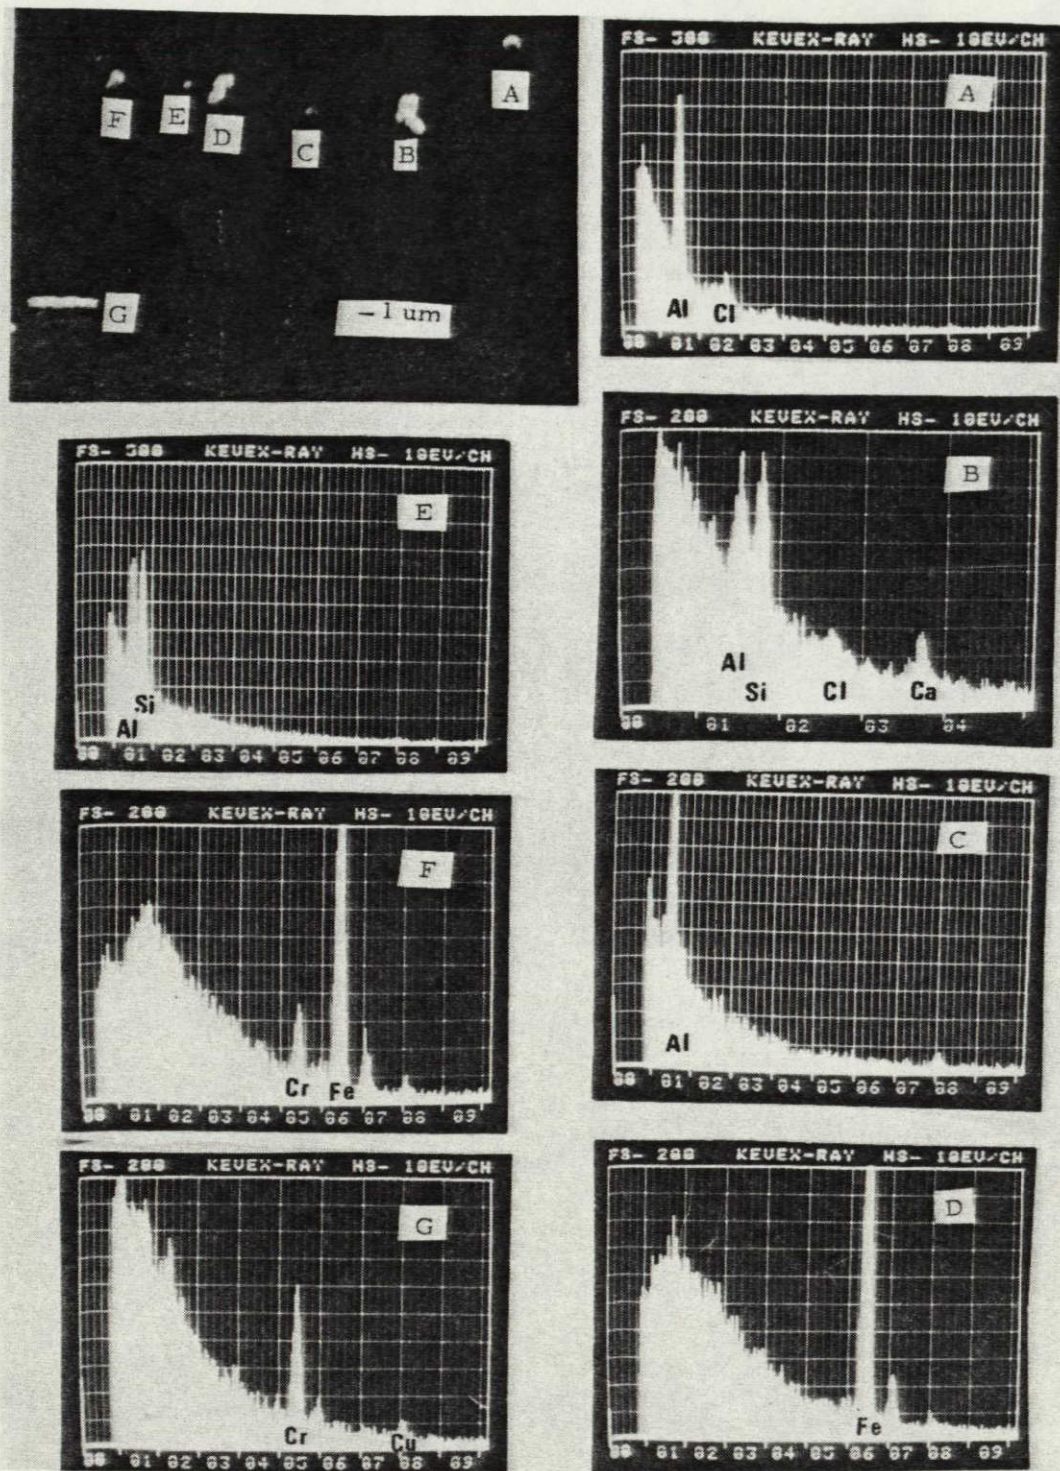 A
B
C
D
E
F
G
— 1 um
FS- 500 KEVEX-RAY HS- 10EV/CH
A
Al Cl
00 01 02 03 04 05 06 07 08 09
FS- 200 KEVEX-RAY HS- 10EV/CH
B
Al
Si Cl Ca
00 01 02 03 04
FS- 200 KEVEX-RAY HS- 10EV/CH
C
Al
00 01 02 03 04 05 06 07 08 09
FS- 200 KEVEX-RAY HS- 10EV/CH
D
Fe
00 01 02 03 04 05 06 07 08 09
FS- 500 KEVEX-RAY HS- 10EV/CH
E
Si
Al
00 01 02 03 04 05 06 07 08 09
FS- 200 KEVEX-RAY HS- 10EV/CH
F
Cr Fe
00 01 02 03 04 05 06 07 08 09
FS- 200 KEVEX-RAY HS- 10EV/CH
G
Cr Cu
00 01 02 03 04 05 06 07 08 09